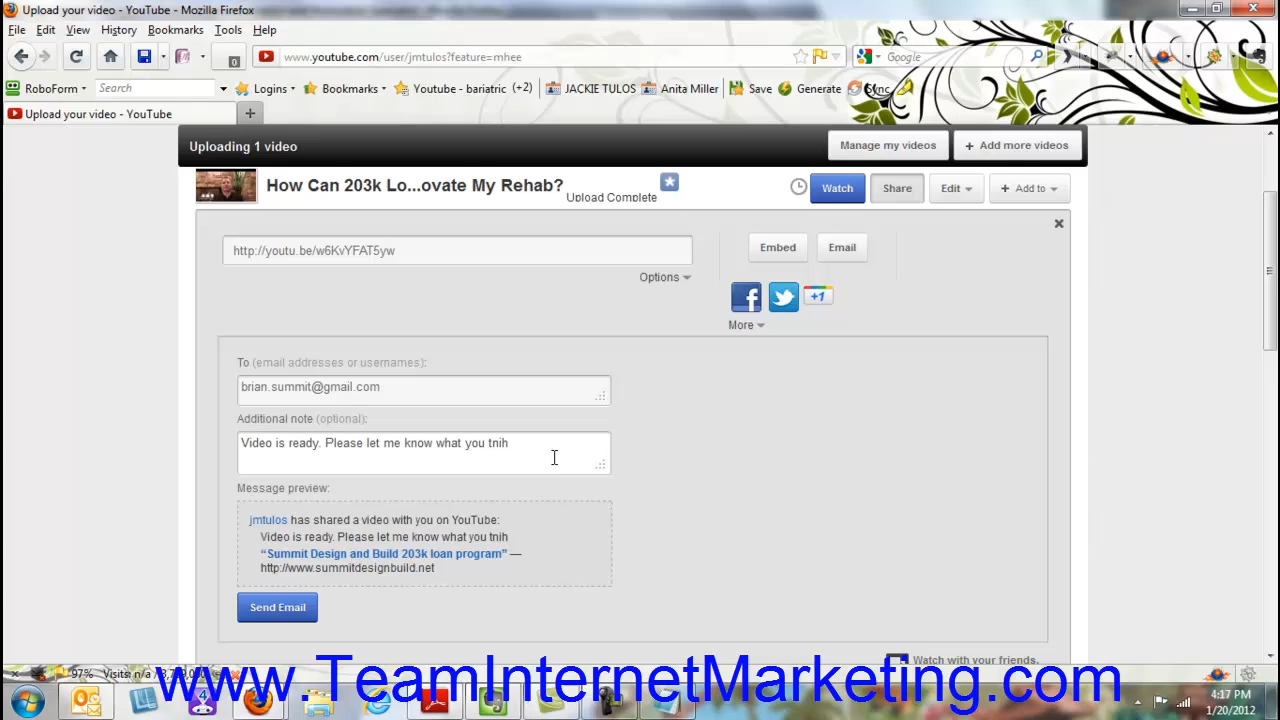 Upload your video - YouTube - Mozilla Firefox
File Edit View History Bookmarks Tools Help
0 www.youtube.com/user/jmtulos?feature=mhee Google
RoboForm Search Logins Bookmarks Youtube - bariatric (+2) JACKIE TULOS Anita Miller Save Generate Sync
Upload your video - YouTube
Uploading 1 video Manage my videos + Add more videos
How Can 203k Lo...ovate My Rehab? Upload Complete Watch Share Edit + Add to
http://youtu.be/w6KvYFAT5yw Embed Email
Options
+1
More
To (email addresses or usernames):
brian.summit@gmail.com
Additional note (optional):
Video is ready. Please let me know what you tnih
Message preview:
jmtulos has shared a video with you on YouTube:
Video is ready. Please let me know what you tnih
“Summit Design and Build 203k loan program” —
http://www.summitdesignbuild.net
Send Email
Watch with your friends.
97% Visits: n/a
www.TeamInternetMarketing.com
4:17 PM
1/20/2012